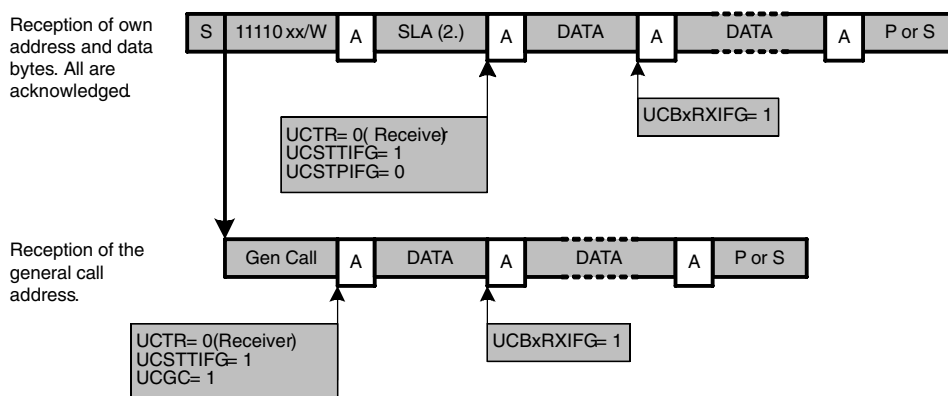 Reception of own
address and data
bytes. All are
acknowledged.
S 11110 xx/W A SLA (2.) A DATA A DATA A P or S
UCTR= 0( Receiver)
UCSTTIFG= 1
UCSTPIFG= 0
UCBxRXIFG= 1
Reception of the
general call
address.
Gen Call A DATA A DATA A P or S
UCTR= 0(Receiver)
UCSTTIFG= 1
UCGC= 1
UCBxRXIFG= 1